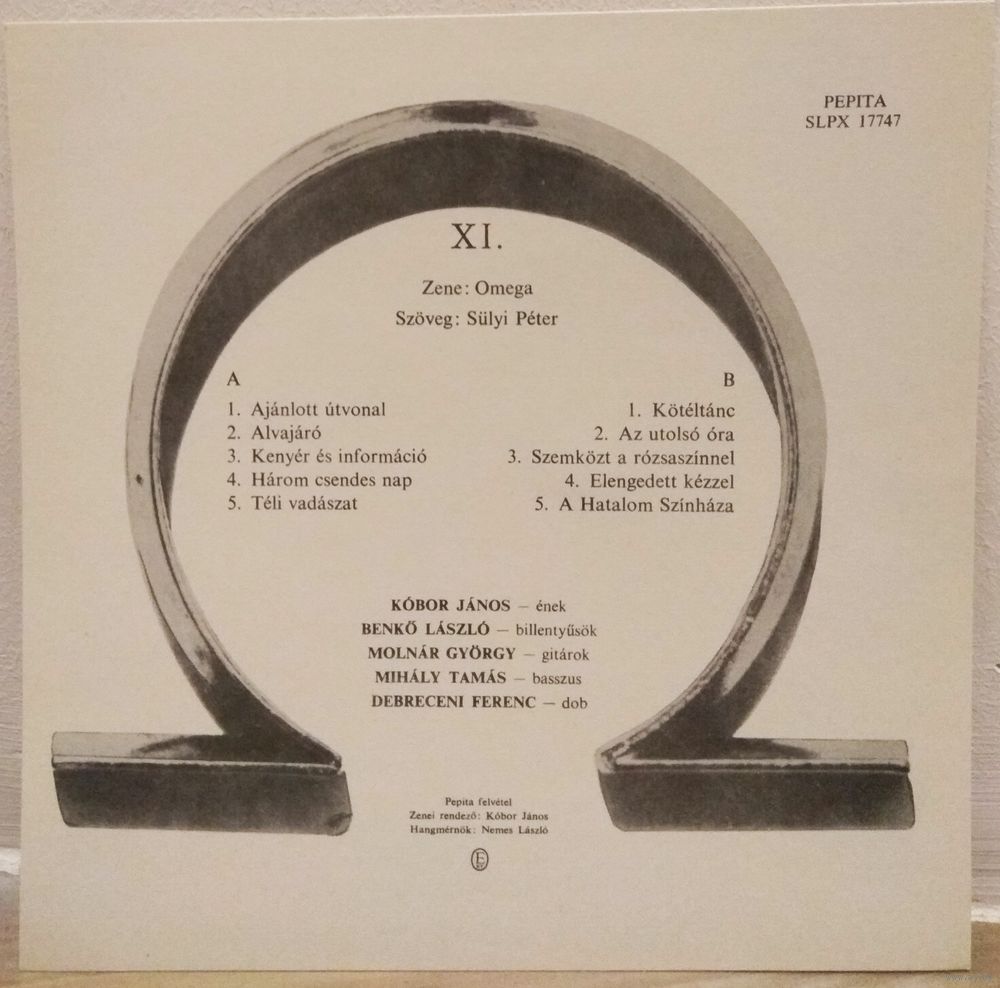 PEPITA
SLPX 17747
XI.
Zene: Omega
Szöveg: Sülyi Péter
A
1. Ajánlott útvonal
2. Alvajáró
3. Kenyér és információ
4. Három csendes nap
5. Téli vadászat
B
1. Kötéltánc
2. Az utolsó óra
3. Szemközt a rózsaszínnel
4. Elengedett kézzel
5. A Hatalom Színháza
KÓBOR JÁNOS – ének
BENKŐ LÁSZLÓ – billentyűsök
MOLNÁR GYÖRGY – gitárok
MIHÁLY TAMÁS – basszus
DEBRECENI FERENC – dob
Pepita felvétel
Zenei rendező: Kóbor János
Hangmérnök: Nemes László